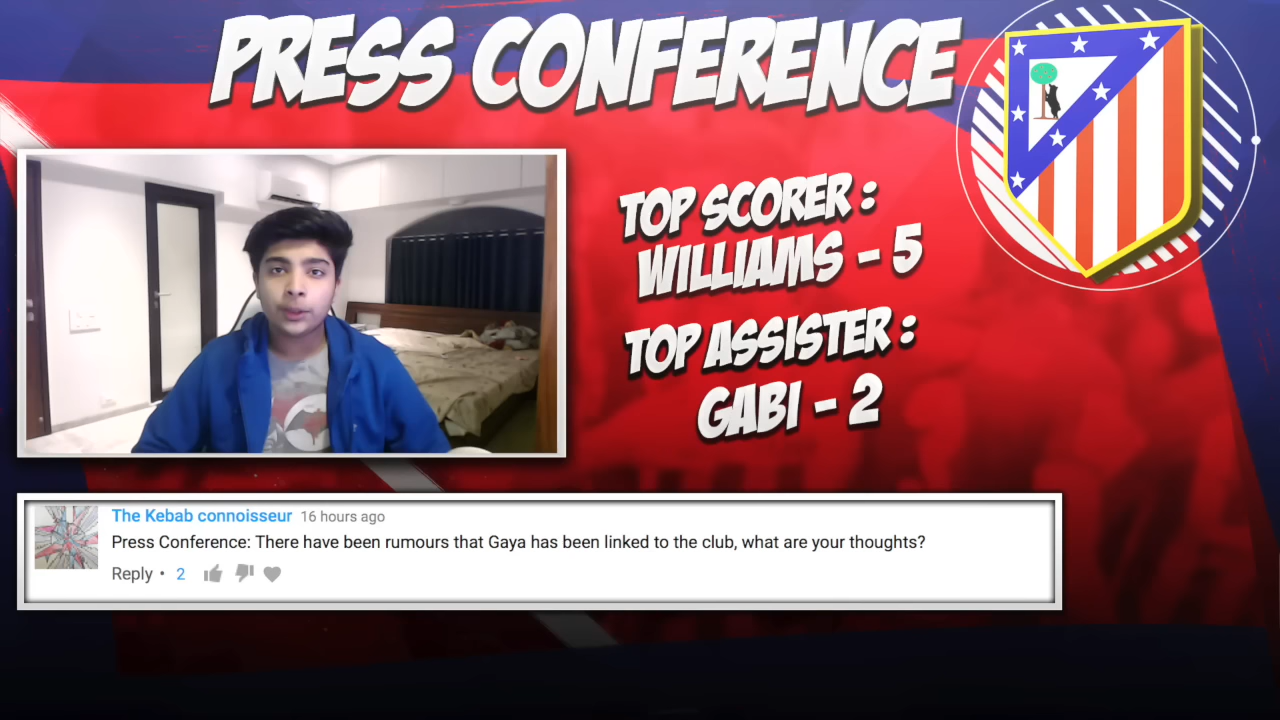 PRESS CONFERENCE
TOP SCORER :
WILLIAMS - 5
TOP ASSISTER :
GABI - 2
The Kebab connoisseur 16 hours ago
Press Conference: There have been rumours that Gaya has been linked to the club, what are your thoughts?
Reply • 2